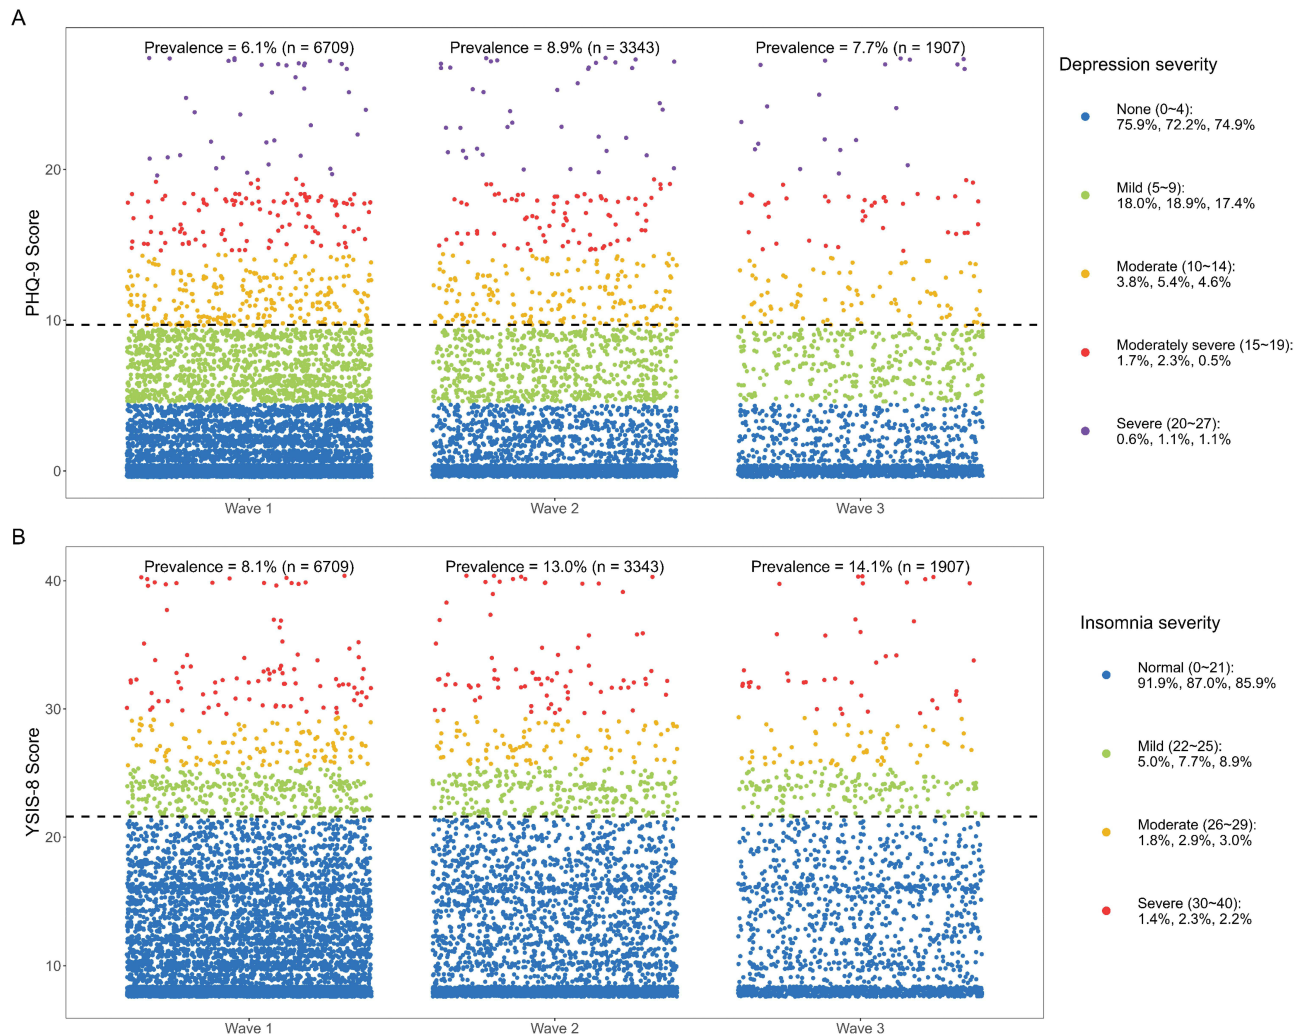 A
Prevalence = 6.1% (n = 6709)
Prevalence = 8.9% (n = 3343)
Prevalence = 7.7% (n = 1907)
PHQ-9 Score
20
10
0
Wave 1
Wave 2
Wave 3
Depression severity
None (0~4):
75.9%, 72.2%, 74.9%
Mild (5~9):
18.0%, 18.9%, 17.4%
Moderate (10~14):
3.8%, 5.4%, 4.6%
Moderately severe (15~19):
1.7%, 2.3%, 0.5%
Severe (20~27):
0.6%, 1.1%, 1.1%
B
Prevalence = 8.1% (n = 6709)
Prevalence = 13.0% (n = 3343)
Prevalence = 14.1% (n = 1907)
YSIS-8 Score
40
30
20
10
Wave 1
Wave 2
Wave 3
Insomnia severity
Normal (0~21):
91.9%, 87.0%, 85.9%
Mild (22~25):
5.0%, 7.7%, 8.9%
Moderate (26~29):
1.8%, 2.9%, 3.0%
Severe (30~40):
1.4%, 2.3%, 2.2%